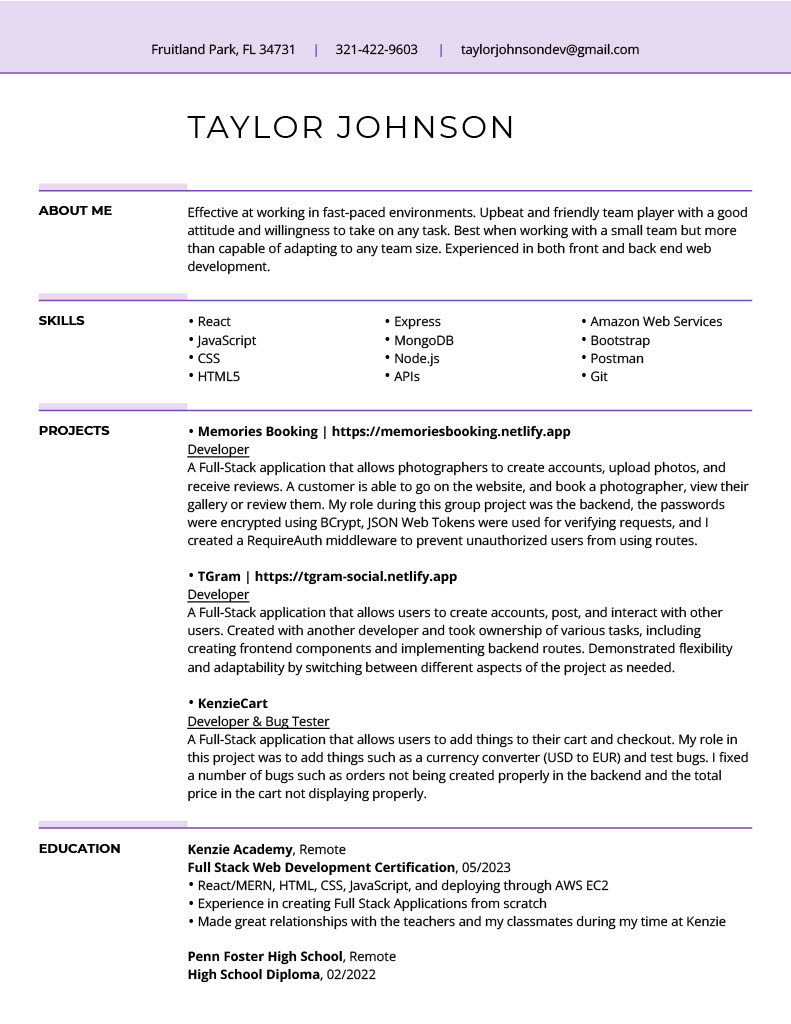 Fruitland Park, FL 34731 | 321-422-9603 | taylorjohnsondev@gmail.com
TAYLOR JOHNSON
ABOUT ME
Effective at working in fast-paced environments. Upbeat and friendly team player with a good
attitude and willingness to take on any task. Best when working with a small team but more
than capable of adapting to any team size. Experienced in both front and back end web
development.
SKILLS
• React
• JavaScript
• CSS
• HTML5
• Express
• MongoDB
• Node.js
• APIs
• Amazon Web Services
• Bootstrap
• Postman
• Git
PROJECTS
• Memories Booking | https://memoriesbooking.netlify.app
Developer
A Full-Stack application that allows photographers to create accounts, upload photos, and
receive reviews. A customer is able to go on the website, and book a photographer, view their
gallery or review them. My role during this group project was the backend, the passwords
were encrypted using BCrypt, JSON Web Tokens were used for verifying requests, and I
created a RequireAuth middleware to prevent unauthorized users from using routes.
• TGram | https://tgram-social.netlify.app
Developer
A Full-Stack application that allows users to create accounts, post, and interact with other
users. Created with another developer and took ownership of various tasks, including
creating frontend components and implementing backend routes. Demonstrated flexibility
and adaptability by switching between different aspects of the project as needed.
• KenzieCart
Developer & Bug Tester
A Full-Stack application that allows users to add things to their cart and checkout. My role in
this project was to add things such as a currency converter (USD to EUR) and test bugs. I fixed
a number of bugs such as orders not being created properly in the backend and the total
price in the cart not displaying properly.
EDUCATION
Kenzie Academy, Remote
Full Stack Web Development Certification, 05/2023
• React/MERN, HTML, CSS, JavaScript, and deploying through AWS EC2
• Experience in creating Full Stack Applications from scratch
• Made great relationships with the teachers and my classmates during my time at Kenzie
Penn Foster High School, Remote
High School Diploma, 02/2022